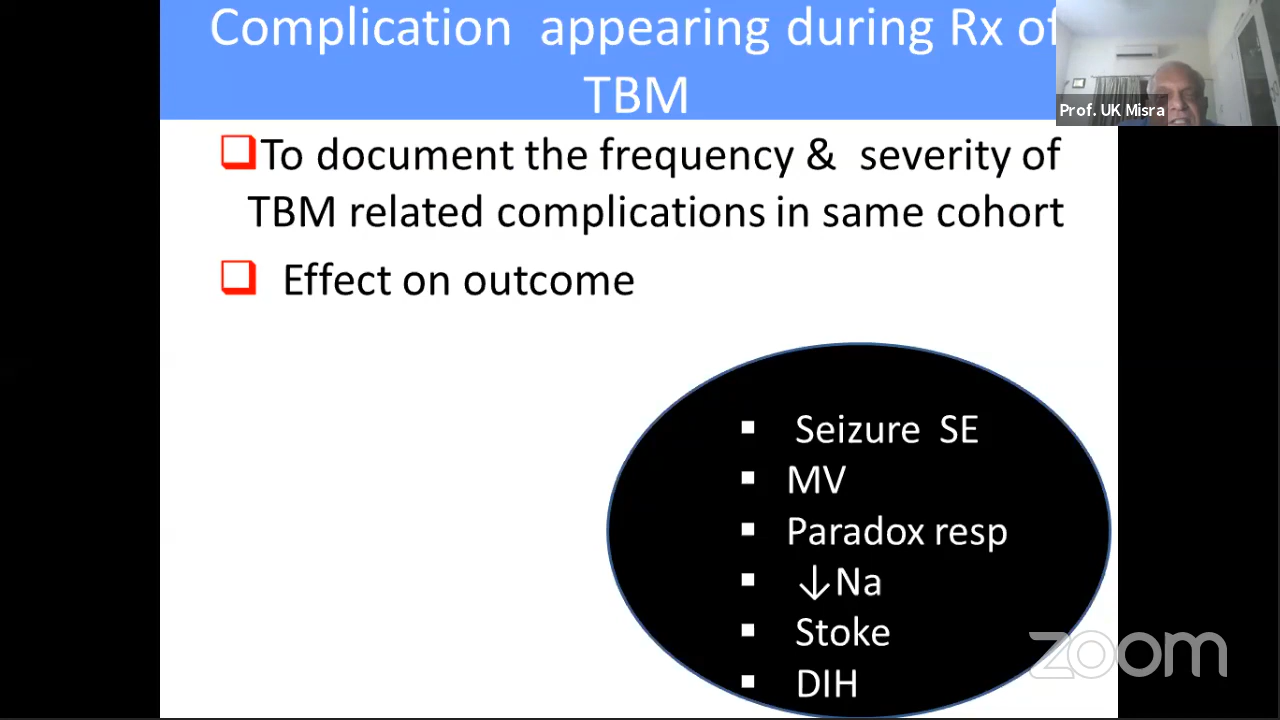 Complication appearing during Rx of
TBM
Prof. UK Misra
To document the frequency & severity of
TBM related complications in same cohort
Effect on outcome
Seizure SE
MV
Paradox resp
↓Na
Stoke
DIH
zoom